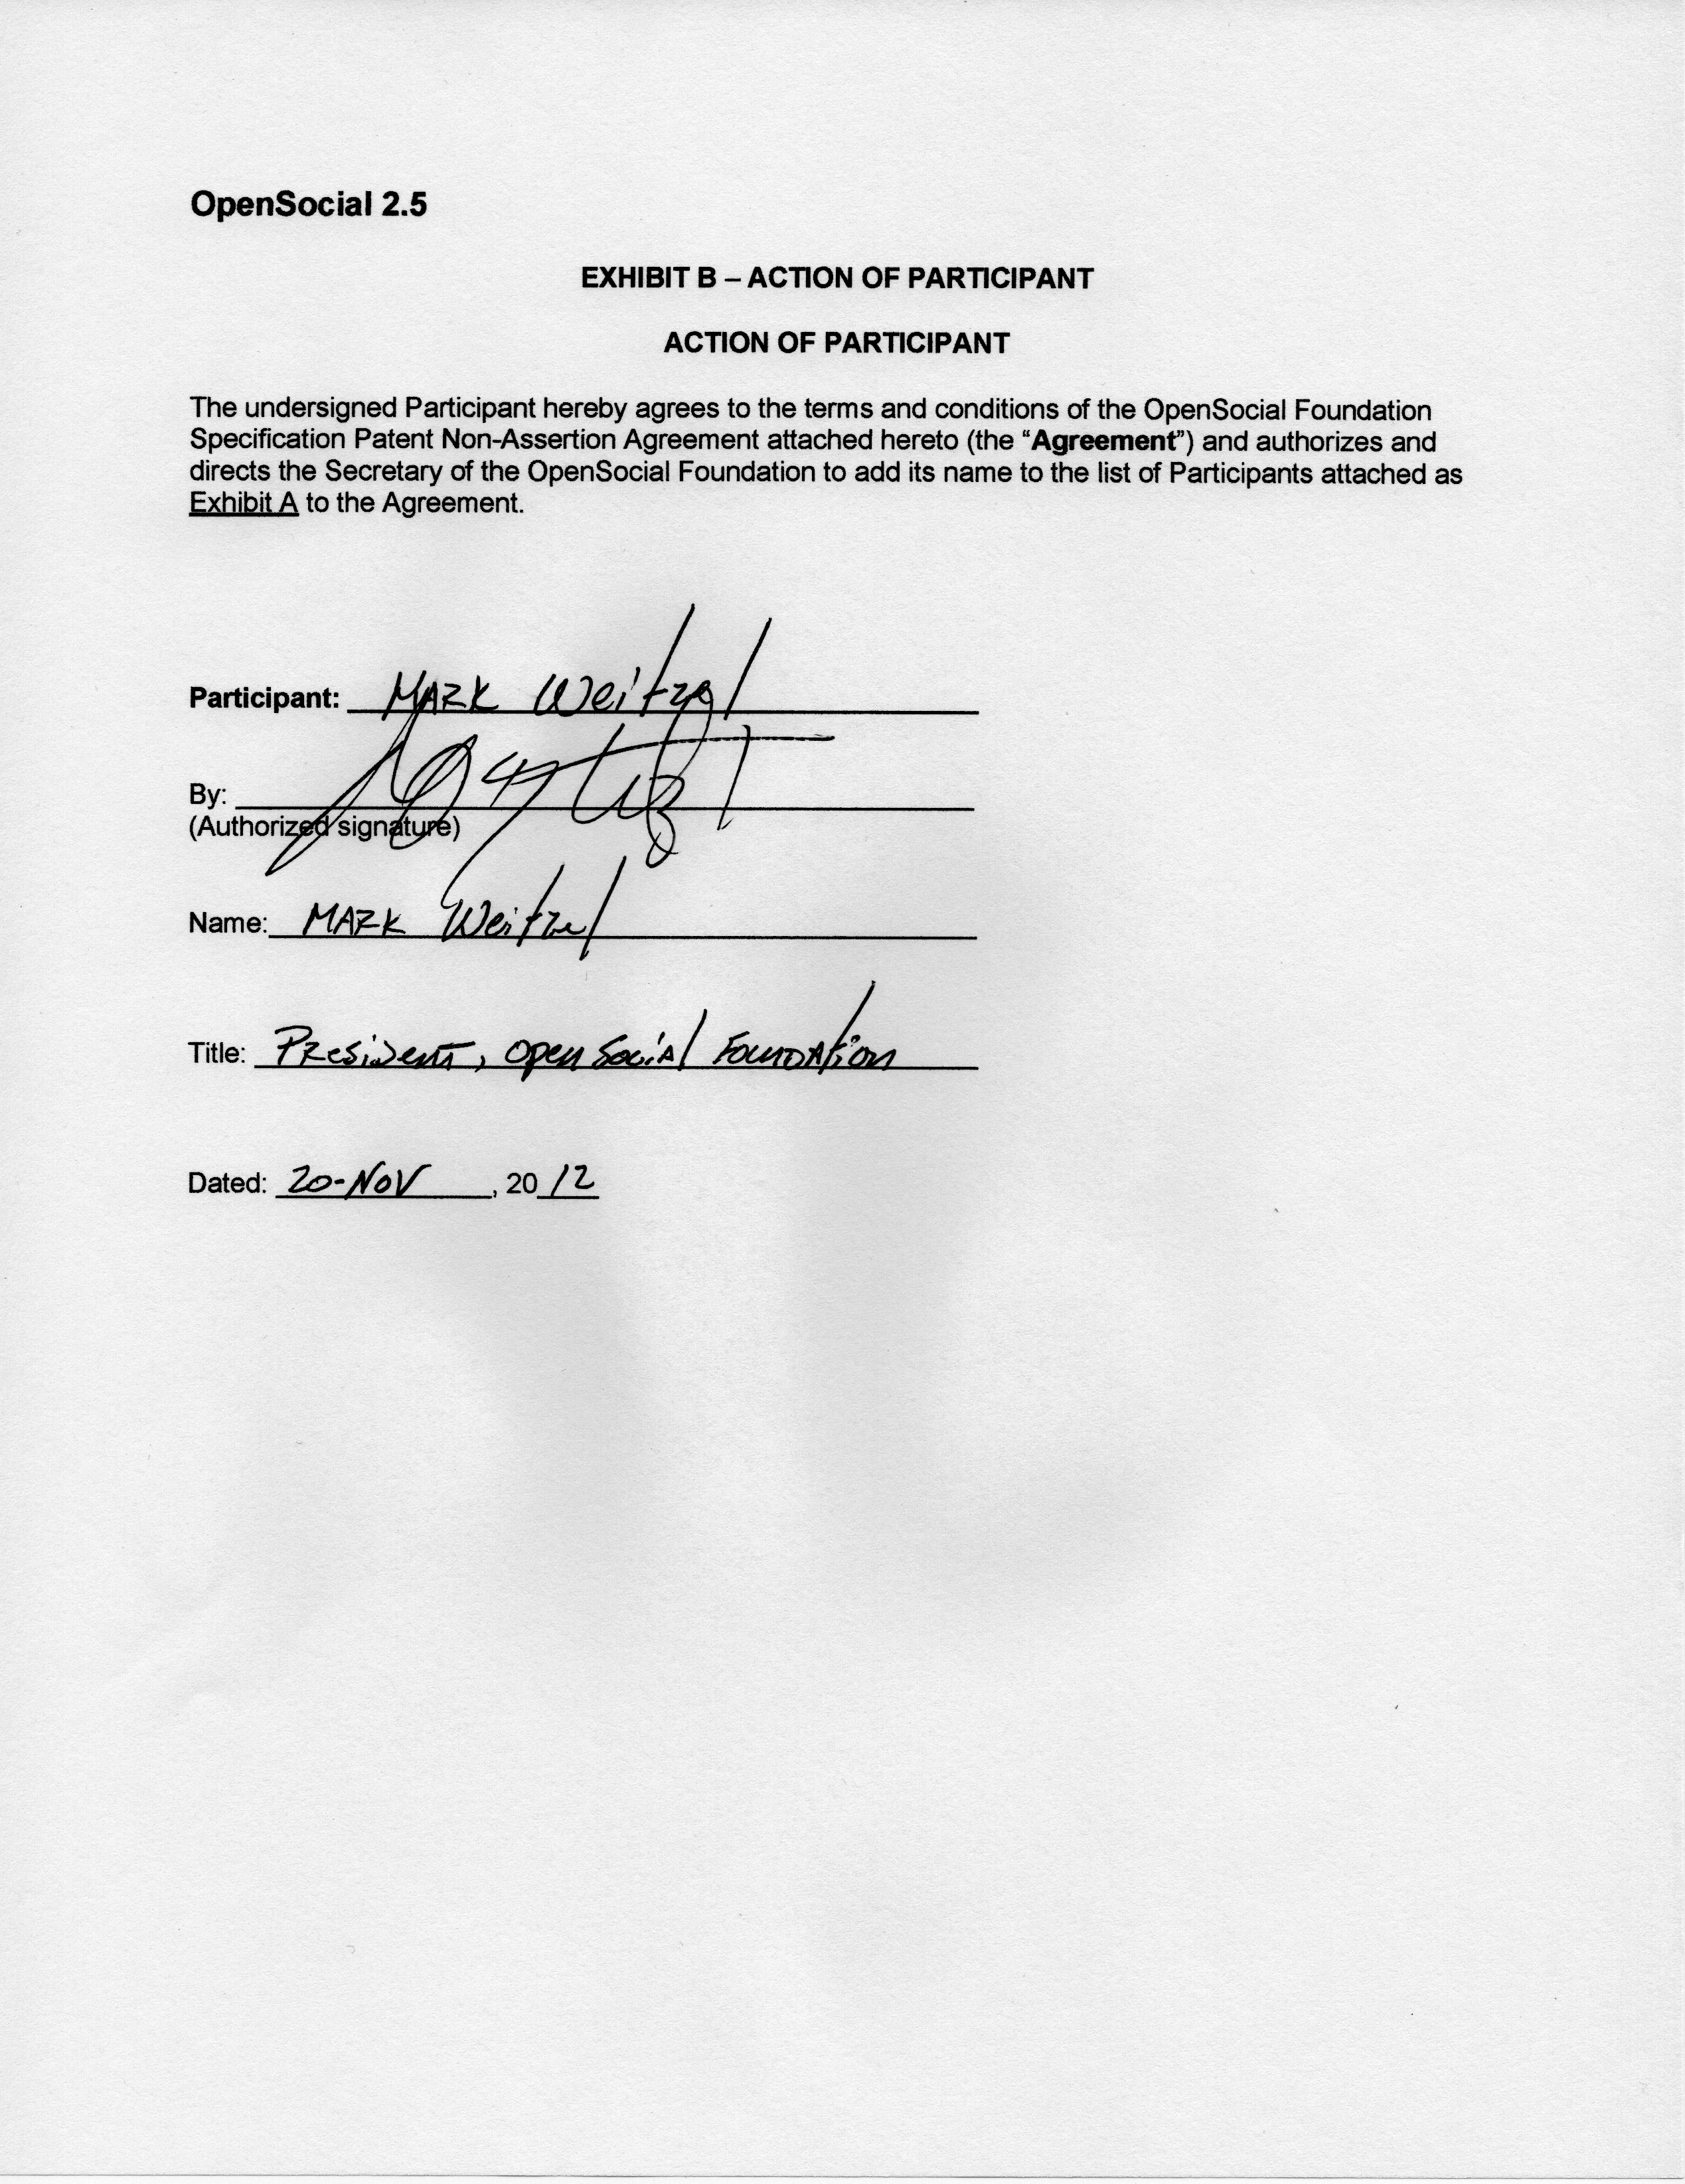 OpenSocial 2.5
EXHIBIT B – ACTION OF PARTICIPANT
ACTION OF PARTICIPANT
The undersigned Participant hereby agrees to the terms and conditions of the OpenSocial Foundation
Specification Patent Non-Assertion Agreement attached hereto (the “Agreement”) and authorizes and
directs the Secretary of the OpenSocial Foundation to add its name to the list of Participants attached as
Exhibit A to the Agreement.
Participant: MARK Weitzel
By:
(Authorized signature)
Name: MARK Weitzel
Title: President, Open Social Foundation
Dated: 20-NOV, 2012